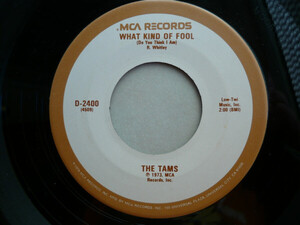 MCA RECORDS
WHAT KIND OF FOOL
(Do You Think I Am)
R. Whitley
D-2400
Low-Twi
Music, Inc.
2:00 (BMI)
THE TAMS
℗ 1973, MCA
Records, Inc.